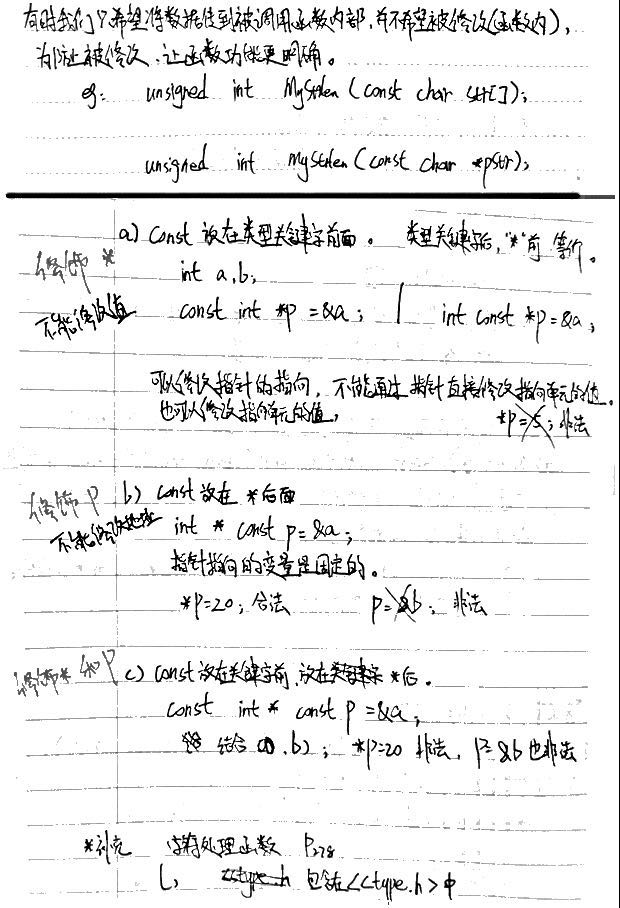 有时我们只希望将数据传到被调用函数内部，并不希望被修改(函数内)，
为防止被修改，让函数功能更明确。
eg: unsigned int MyStrlen (const char str[]);
unsigned int MyStrlen (const char *pStr);
a) const 放在类型关键字前面。 类型关键字后，"*"前 等价。
修饰 *
int a,b;
不能修改值
const int *p = &a; | int const *p = &a;
可以修改指针的指向，不能通过指针直接修改指向单元的值。
也可以修改指向单元的值，
*p=5; 非法
修饰 P b) const 放在 *后面
不能修改地址
int * const p = &a;
指针指向的变量是固定的。
*p=20; 合法 p=&b; 非法
修饰* 和 P c) const 放在关键字前，放在关键字 *后。
const int * const p = &a;
结合 a), b); *p=20 非法，p=&b 也非法
*补充 字符处理函数 P278
包含在<ctype.h>中